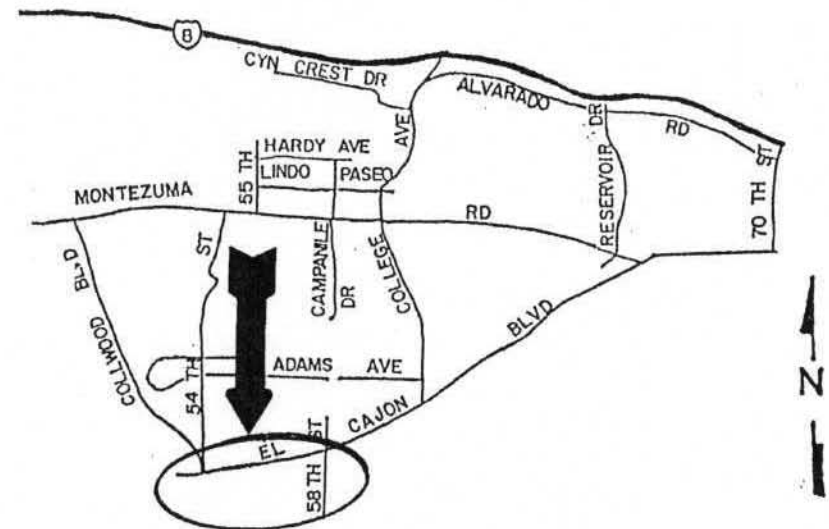 8
CYN CREST DR
ALVARADO
RD
AVE
DR
ST
HARDY AVE
55 TH
LINDO PASEO
MONTEZUMA
RD
RESERVOIR
70 TH
ST
COLLWOOD BLVD
CAMPANILE
DR
COLLEGE
BLVD
N
ADAMS AVE
54 TH
CAJON
EL
ST
58 TH